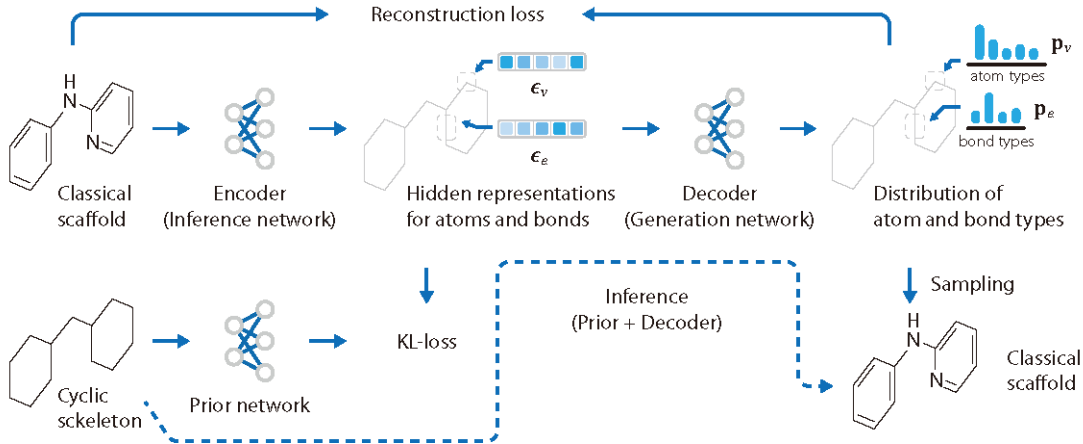 Reconstruction loss
H
N
N
ϵv
ϵe
pv
atom types
pe
bond types
Classical
scaffold
Encoder
(Inference network)
Hidden representations
for atoms and bonds
Decoder
(Generation network)
Distribution of
atom and bond types
Sampling
Inference
(Prior + Decoder)
KL-loss
H
N
N
Classical
scaffold
Cyclic
sckeleton
Prior network